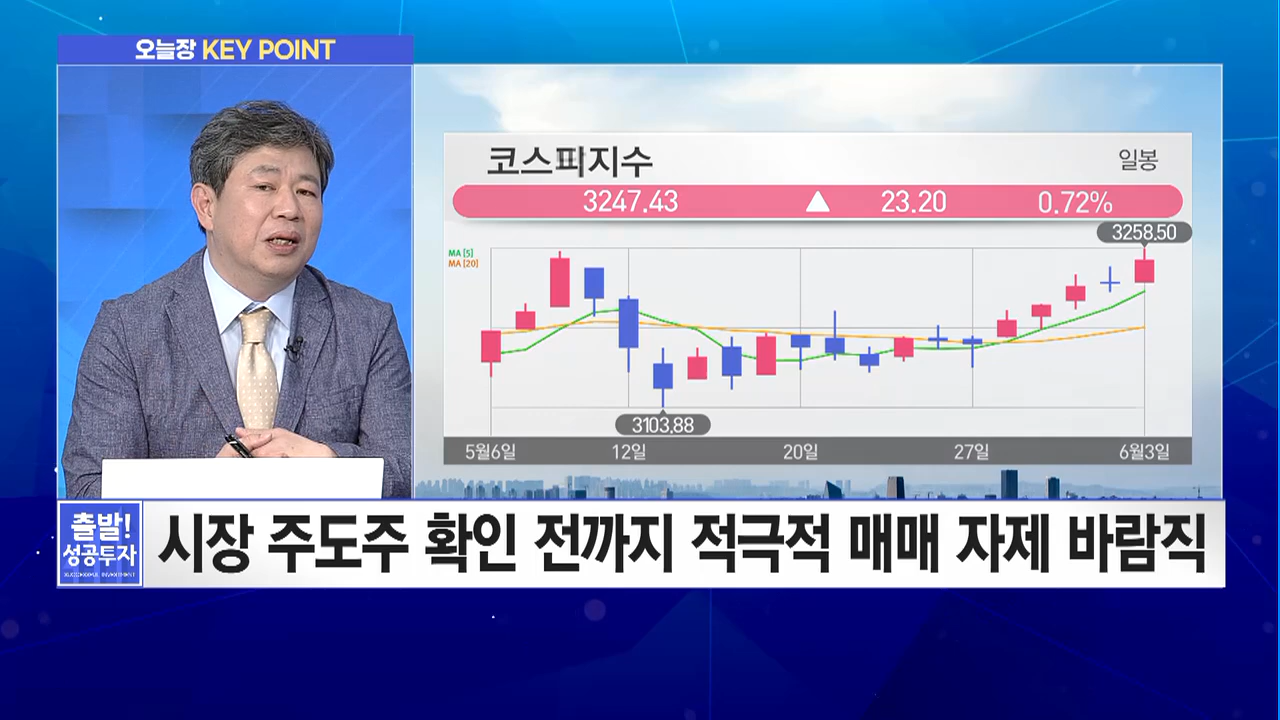 오늘장 KEY POINT
코스피지수
일봉
3247.43 ▲ 23.20 0.72%
3258.50
MA [5]
MA [20]
3103.88
5월6일 12일 20일 27일 6월3일
출발!
성공투자
시장 주도주 확인 전까지 적극적 매매 자제 바람직